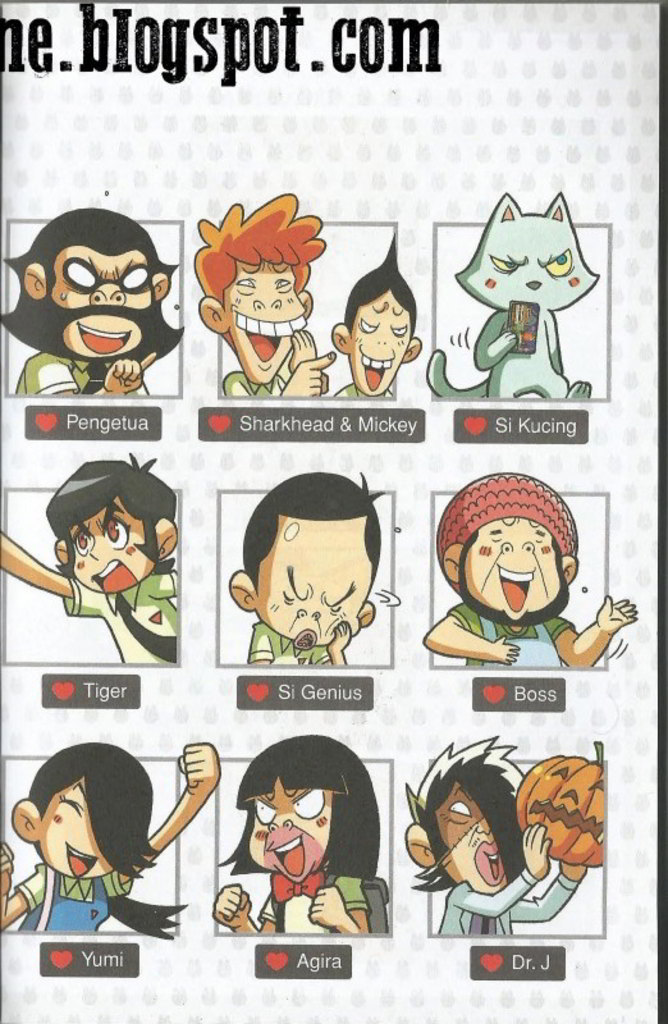 ne.blogspot.com
Pengetua
Sharkhead & Mickey
Si Kucing
Tiger
Si Genius
Boss
Yumi
Agira
Dr. J